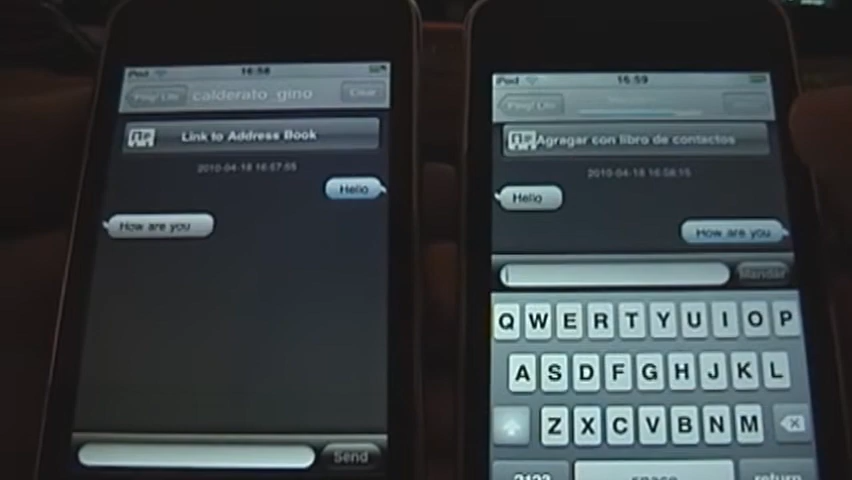 iPod 16:58
Ping! Lite calderato_gino Clear
Link to Address Book
2010-04-18 16:57:55
Hello
How are you
Send
iPod 16:59
Ping! Lite
Agragar con libro de contactos
2010-04-18 16:58:15
Hello
How are you
Mandar
Q W E R T Y U I O P
A S D F G H J K L
Z X C V B N M
.?123 space return